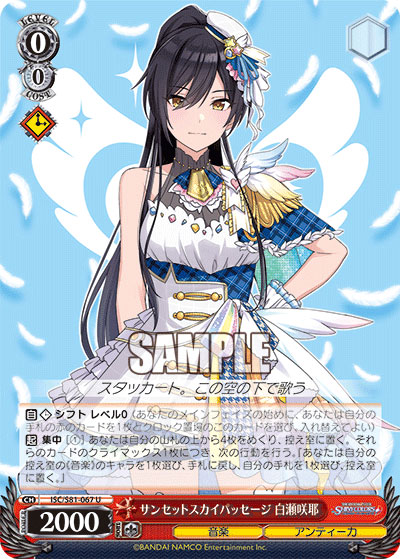 LEVEL
0
0
COST
SAMPLE
スタッカート。この空の下で歌う
【自】 シフト レベル0 (あなたのメインフェイズの始めに、あなたは自分の
手札の赤のカードを1枚とクロック置場のこのカードを選び、入れ替えてよい)
【起】 集中 [①] あなたは自分の山札の上から4枚をめくり、控え室に置く。それ
らのカードのクライマックス1枚につき、次の行動を行う。『あなたは自分
の控え室の《音楽》のキャラを1枚選び、手札に戻し、自分の手札を1枚選
び、控え室に置く。』
CH ISC/S81-067 U
サンセットスカイパッセージ 白瀬咲耶
POWER
2000
音楽
アンティーカ
©BANDAI NAMCO Entertainment Inc.